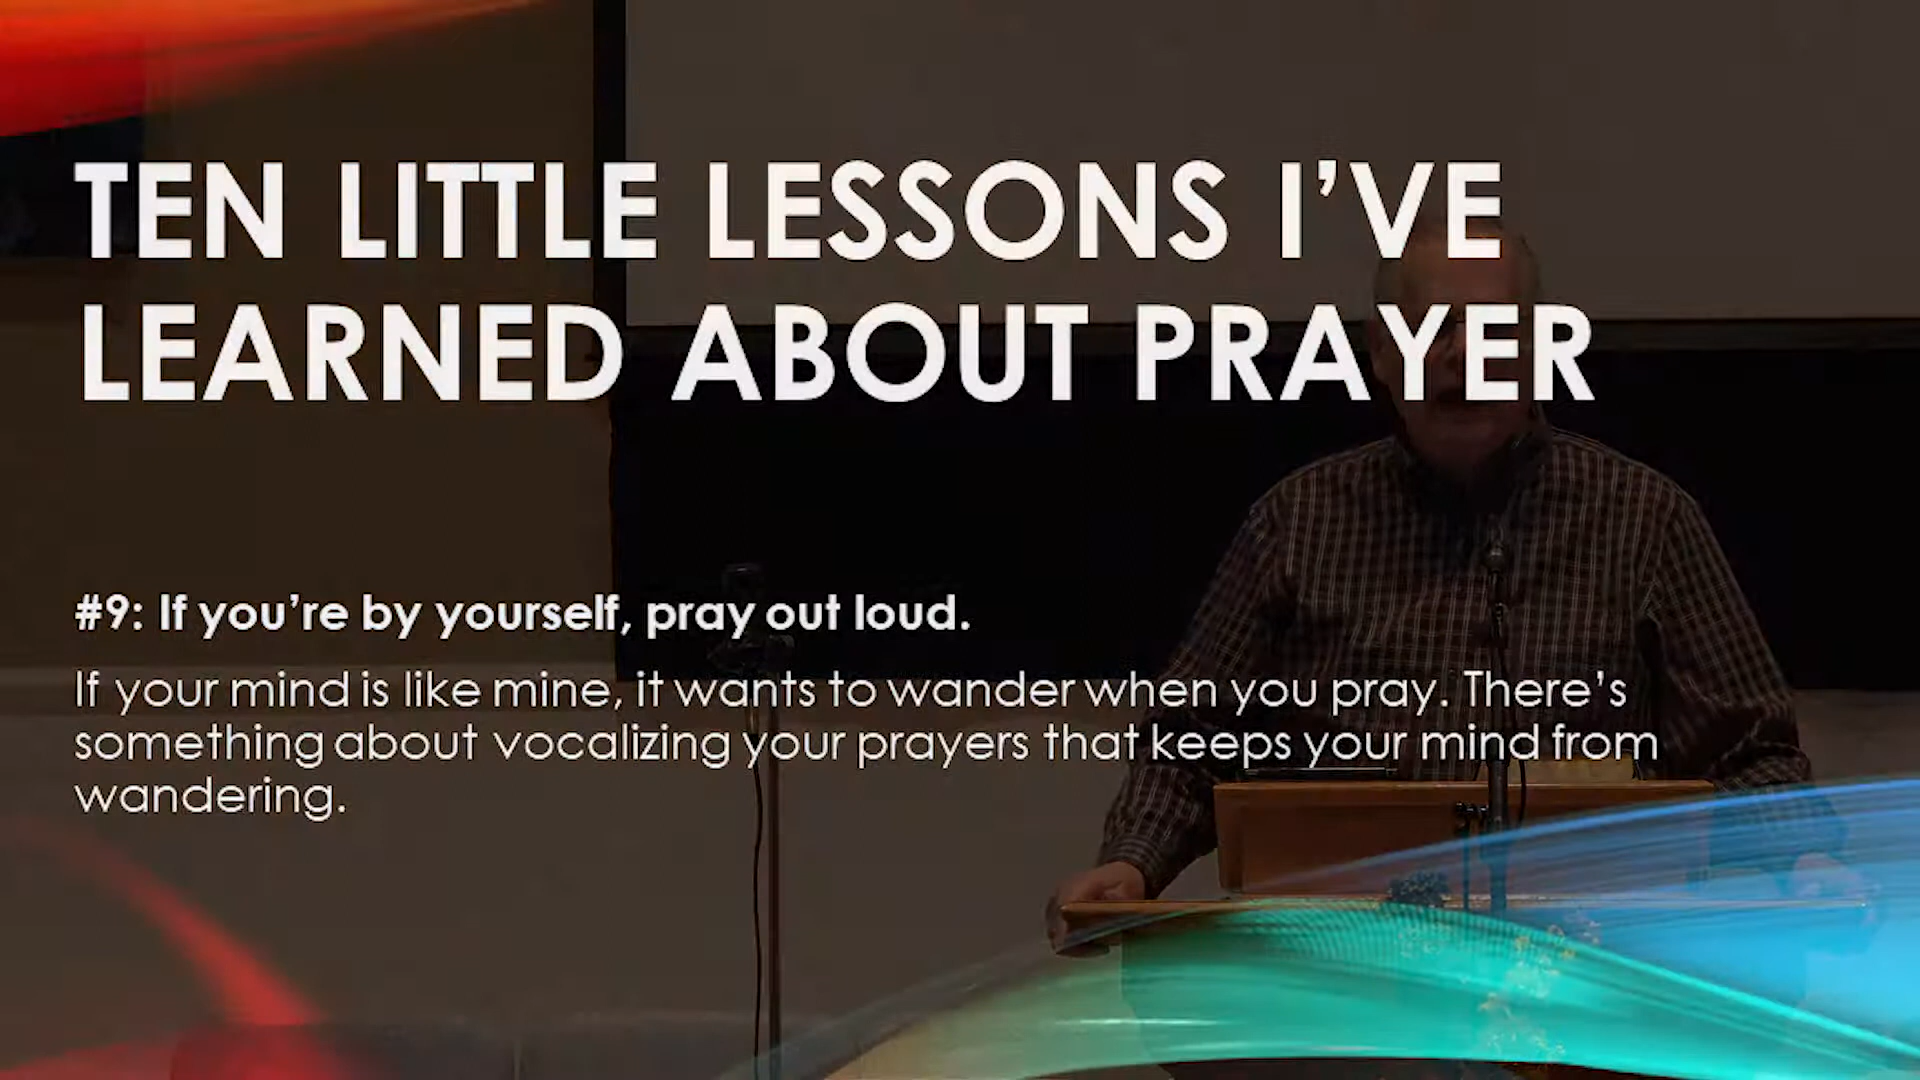 TEN LITTLE LESSONS I’VE
LEARNED ABOUT PRAYER
#9: If you’re by yourself, pray out loud.
If your mind is like mine, it wants to wander when you pray. There’s
something about vocalizing your prayers that keeps your mind from
wandering.